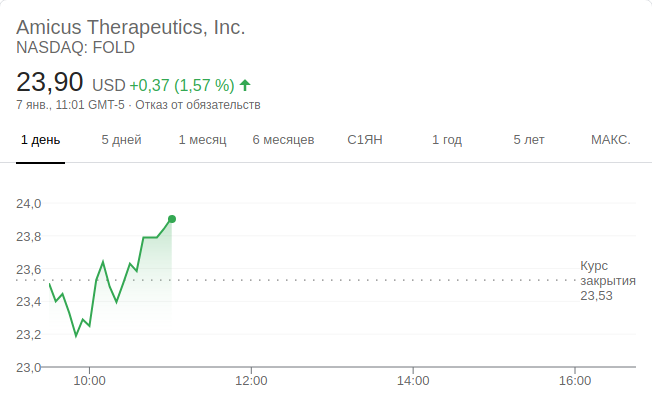 Amicus Therapeutics, Inc.
NASDAQ: FOLD
23,90 USD +0,37 (1,57 %) ↑
7 янв., 11:01 GMT-5 · Отказ от обязательств
1 день 5 дней 1 месяц 6 месяцев С1ЯН 1 год 5 лет МАКС.
24,0
23,8
23,6
23,4
23,2
23,0
Курс
закрытия
23,53
10:00 12:00 14:00 16:00